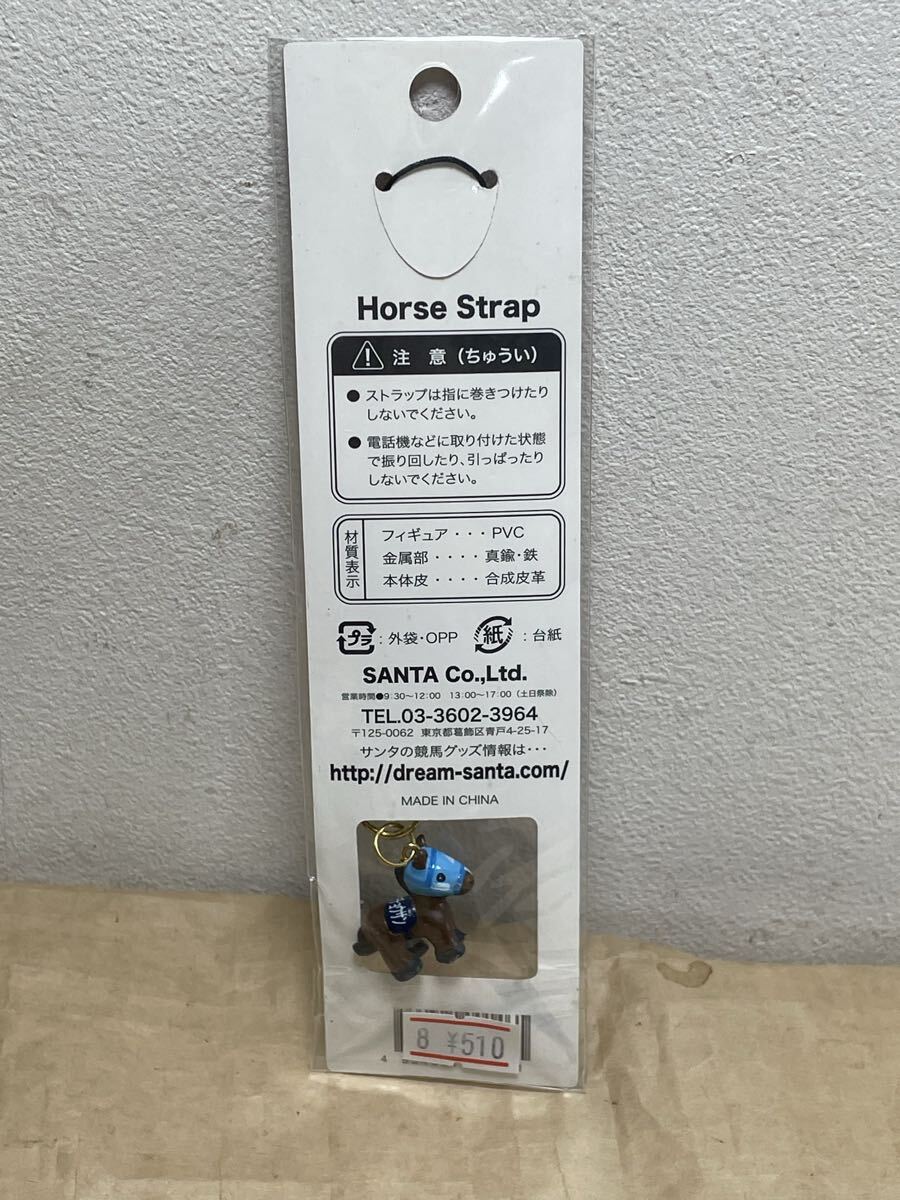 Horse Strap
注 意（ちゅうい）
● ストラップは指に巻きつけたり
しないでください。
● 電話機などに取り付けた状態
で振り回したり、引っぱったり
しないでください。
材質表示
フィギュア・・・PVC
金属部・・・・真鍮・鉄
本体皮・・・・合成皮革
プラ：外袋・OPP 紙：台紙
SANTA Co.,Ltd.
営業時間●9：30〜12：00 13：00〜17：00（土日祭除）
TEL.03-3602-3964
〒125-0062 東京都葛飾区青戸4-25-17
サンタの競馬グッズ情報は・・・
http://dream-santa.com/
MADE IN CHINA
8 ¥510
4